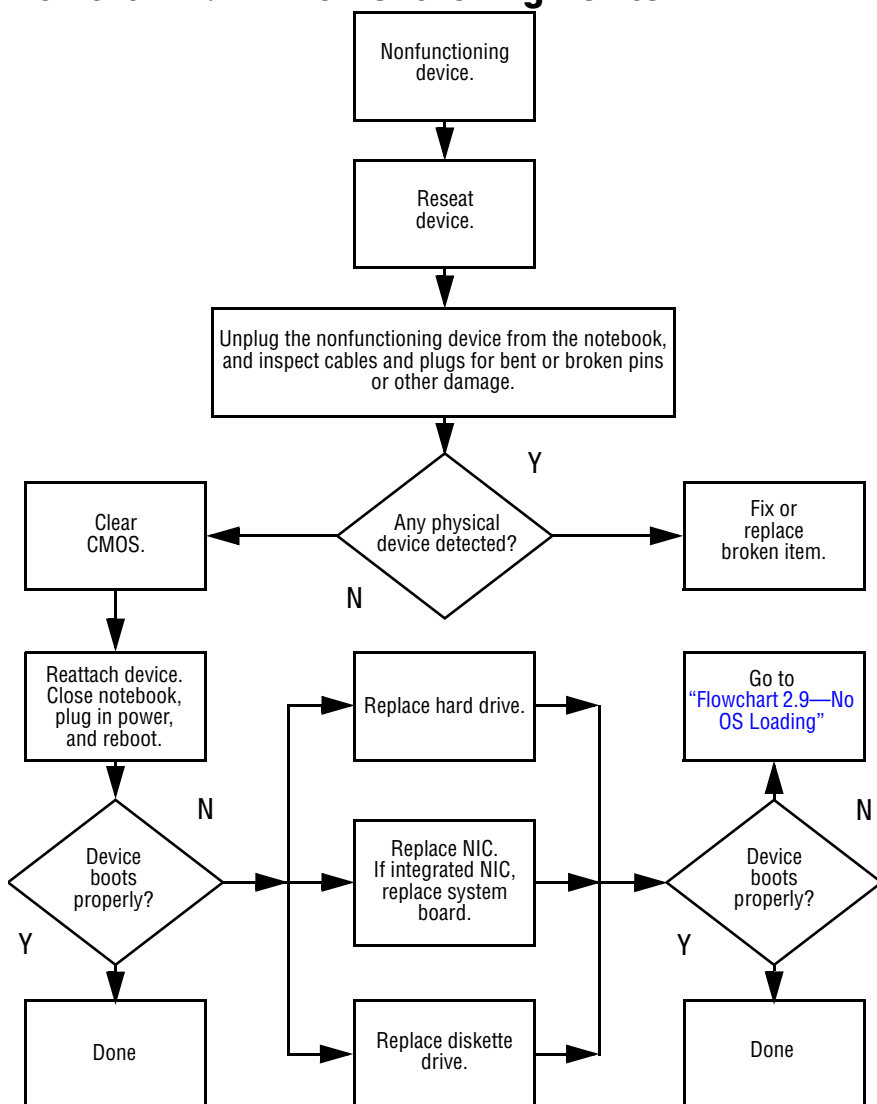 Nonfunctioning
device.
Reseat
device.
Unplug the nonfunctioning device from the notebook,
and inspect cables and plugs for bent or broken pins
or other damage.
Y
Any physical
device detected?
N
Clear
CMOS.
Fix or
replace
broken item.
Reattach device.
Close notebook,
plug in power,
and reboot.
Replace hard drive.
Go to
“Flowchart 2.9—No
OS Loading”
N
Device
boots
properly?
Y
Replace NIC.
If integrated NIC,
replace system
board.
N
Device
boots
properly?
Y
Done
Replace diskette
drive.
Done